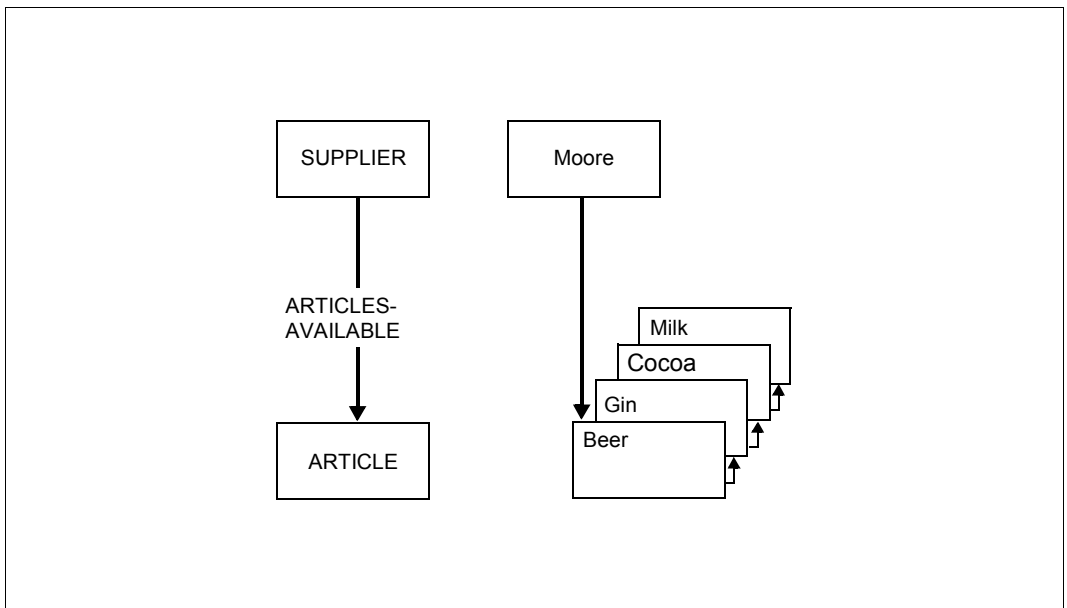 SUPPLIER
ARTICLES-
AVAILABLE
ARTICLE
Moore
Milk
Cocoa
Gin
Beer